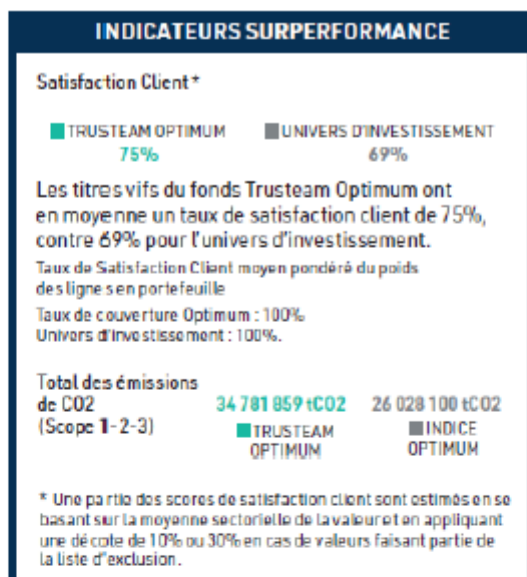 INDICATEURS SURPERFORMANCE
Satisfaction Client*
TRUSTEAM OPTIMUM UNIVERS D'INVESTISSEMENT
75% 69%
Les titres vifs du fonds Trusteam Optimum ont
en moyenne un taux de satisfaction client de 75%,
contre 69% pour l'univers d'investissement.
Taux de Satisfaction Client moyen pondéré du poids
des lignes en portefeuille
Taux de couverture Optimum : 100%
Univers d'investissement : 100%.
Total des émissions
de CO2 34 781 859 tCO2 26 028 100 tCO2
(Scope 1-2-3) TRUSTEAM INDICE
OPTIMUM OPTIMUM
* Une partie des scores de satisfaction client sont estimés en se
basant sur la moyenne sectorielle de la valeur et en appliquant
une décote de 10% ou 30% en cas de valeurs faisant partie de
la liste d'exclusion.